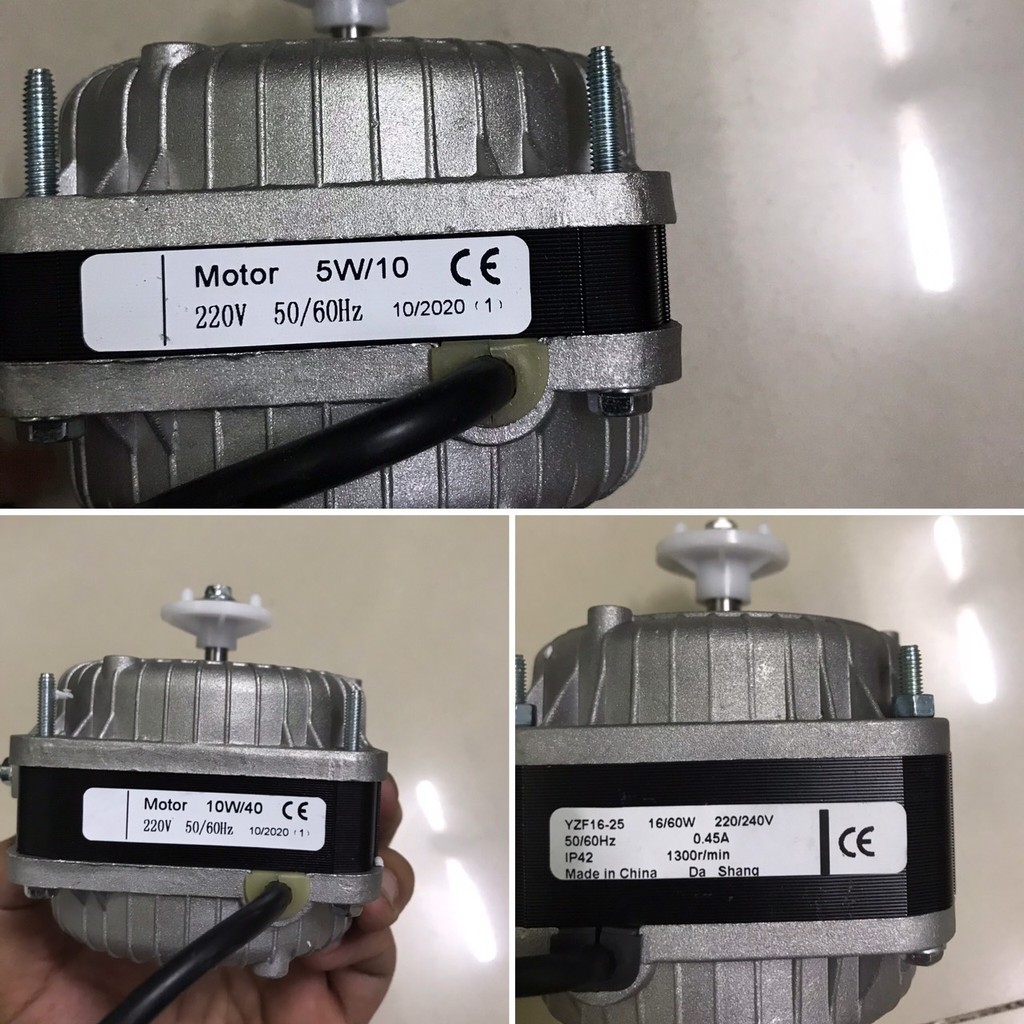 Motor 5W/10 CE
220V 50/60Hz 10/2020 (1)
Motor 10W/40 CE
220V 50/60Hz 10/2020 (1)
YZF16-25 16/60W 220/240V
50/60Hz 0.45A
IP42 1300r/min
Made in China Da Shang
CE